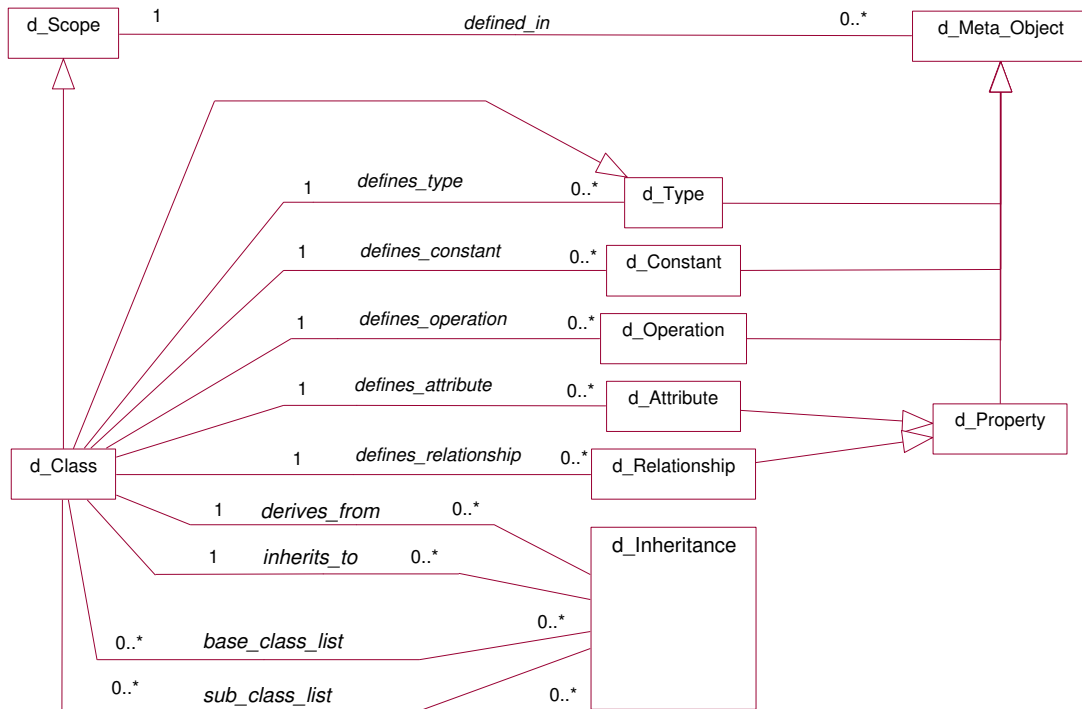 d_Scope 1 defined_in 0..* d_Meta_Object
1 defines_type 0..* d_Type
1 defines_constant 0..* d_Constant
1 defines_operation 0..* d_Operation
1 defines_attribute 0..* d_Attribute
d_Property
d_Class 1 defines_relationship 0..* d_Relationship
1 derives_from 0..*
d_Inheritance
1 inherits_to 0..*
0..* base_class_list 0..*
0..* sub_class_list 0..*